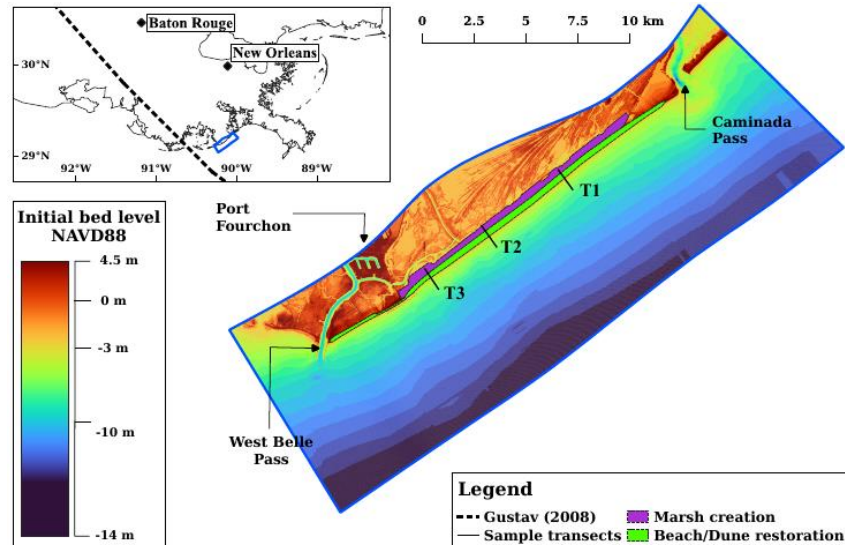 Baton Rouge
New Orleans
30°N
29°N
92°W
91°W
90°W
89°W
0
2.5
5
7.5
10 km
Caminada
Pass
T1
T2
T3
Port
Fourchon
West Belle
Pass
Initial bed level
NAVD88
4.5 m
0 m
-3 m
-10 m
-14 m
Legend
Gustav (2008)
Marsh creation
Sample transects
Beach/Dune restoration